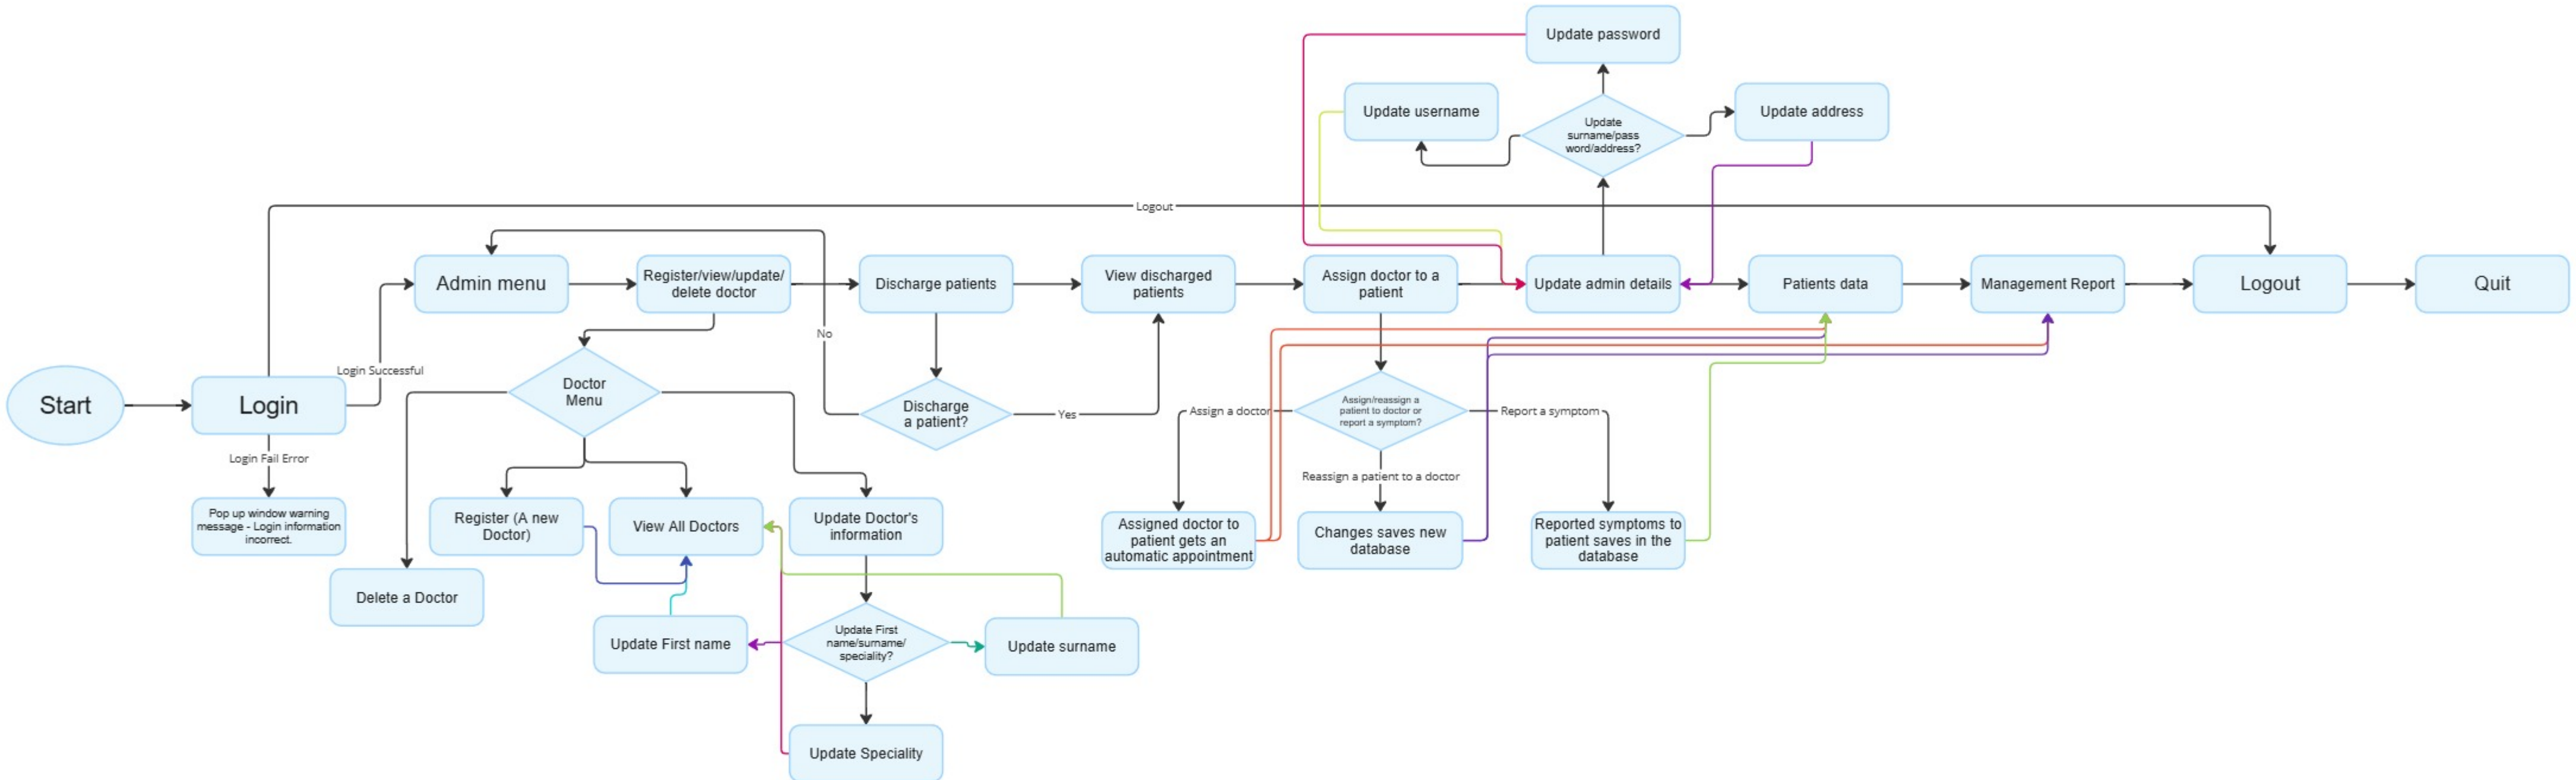 Update password
Update username
Update
surname/pass
word/address?
Update address
Logout
Admin menu
Register/view/update/
delete doctor
Discharge patients
View discharged
patients
Assign doctor to a
patient
Update admin details
Patients data
Management Report
Logout
Quit
No
Login Successful
Start
Login
Doctor
Menu
Discharge
a patient?
Yes
Assign a doctor
Assign/reassign a
patient to doctor or
report a symptom?
Report a symptom
Login Fail Error
Reassign a patient to a doctor
Pop up window warning
message - Login information
incorrect.
Register (A new
Doctor)
View All Doctors
Update Doctor's
information
Assigned doctor to
patient gets an
automatic appointment
Changes saves new
database
Reported symptoms to
patient saves in the
database
Delete a Doctor
Update First name
Update First
name/surname/
speciality?
Update surname
Update Speciality